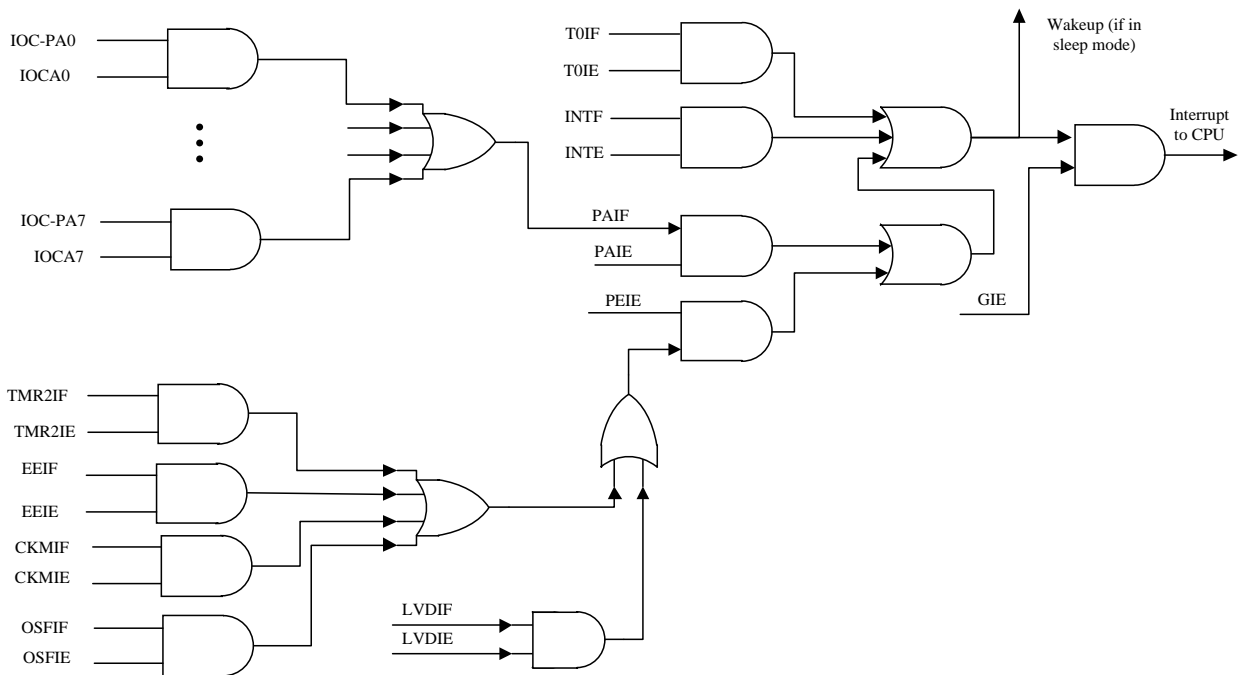 IOC-PA0
IOCA0
IOC-PA7
IOCA7
T0IF
T0IE
INTF
INTE
PAIF
PAIE
PEIE
Wakeup (if in
sleep mode)
Interrupt
to CPU
GIE
TMR2IF
TMR2IE
EEIF
EEIE
CKMIF
CKMIE
OSFIF
OSFIE
LVDIF
LVDIE